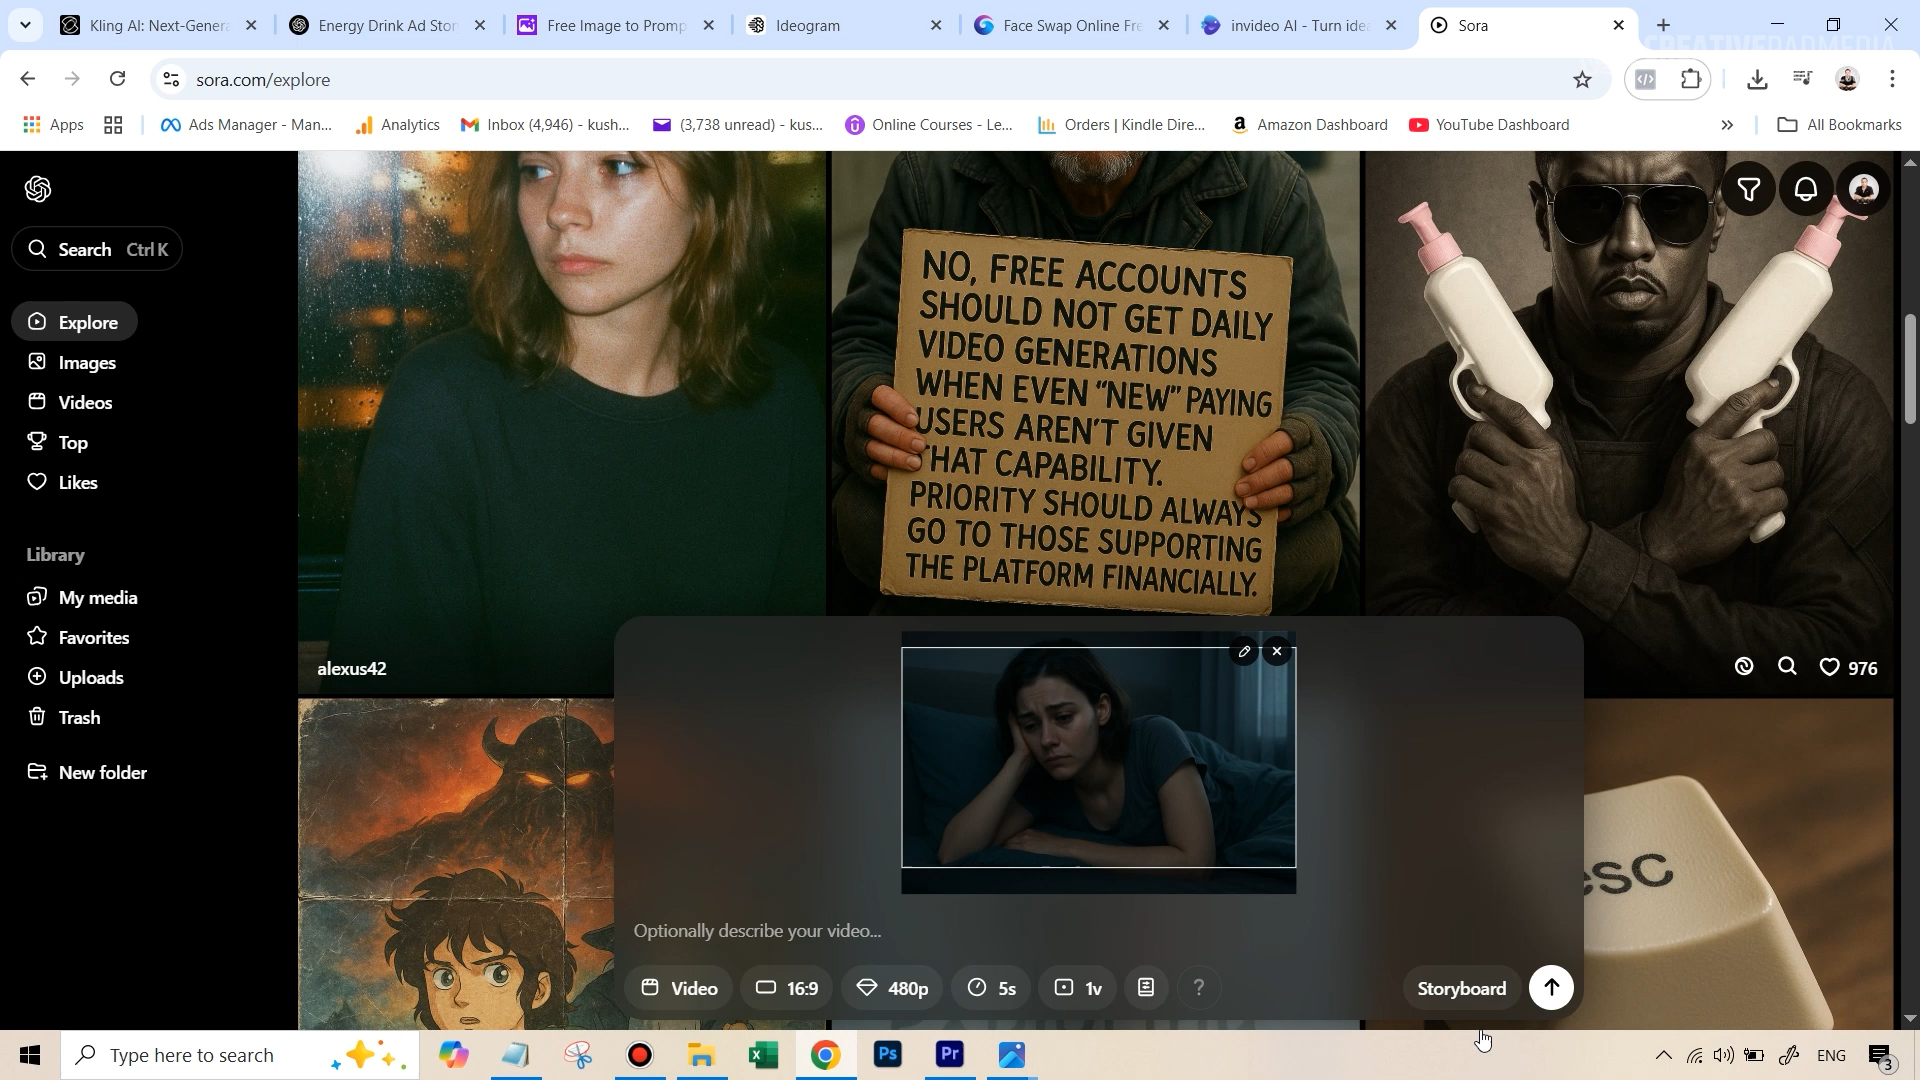 Kling AI: Next-Genera
Energy Drink Ad Stor
Free Image to Promp
Ideogram
Face Swap Online Fre
invideo AI - Turn idea
Sora
CREATIVEDADMEDIA
sora.com/explore
Apps
Ads Manager - Man...
Analytics
Inbox (4,946) - kush...
(3,738 unread) - kus...
Online Courses - Le...
Orders | Kindle Dire...
Amazon Dashboard
YouTube Dashboard
All Bookmarks
Search Ctrl K
Explore
Images
Videos
Top
Likes
Library
My media
Favorites
Uploads
Trash
New folder
NO, FREE ACCOUNTS
SHOULD NOT GET DAILY
VIDEO GENERATIONS
WHEN EVEN “NEW” PAYING
USERS AREN'T GIVEN
THAT CAPABILITY.
PRIORITY SHOULD ALWAYS
GO TO THOSE SUPPORTING
THE PLATFORM FINANCIALLY.
alexus42
976
esc
Optionally describe your video...
Video
16:9
480p
5s
1v
?
Storyboard
Type here to search
Ps
Pr
ENG
3